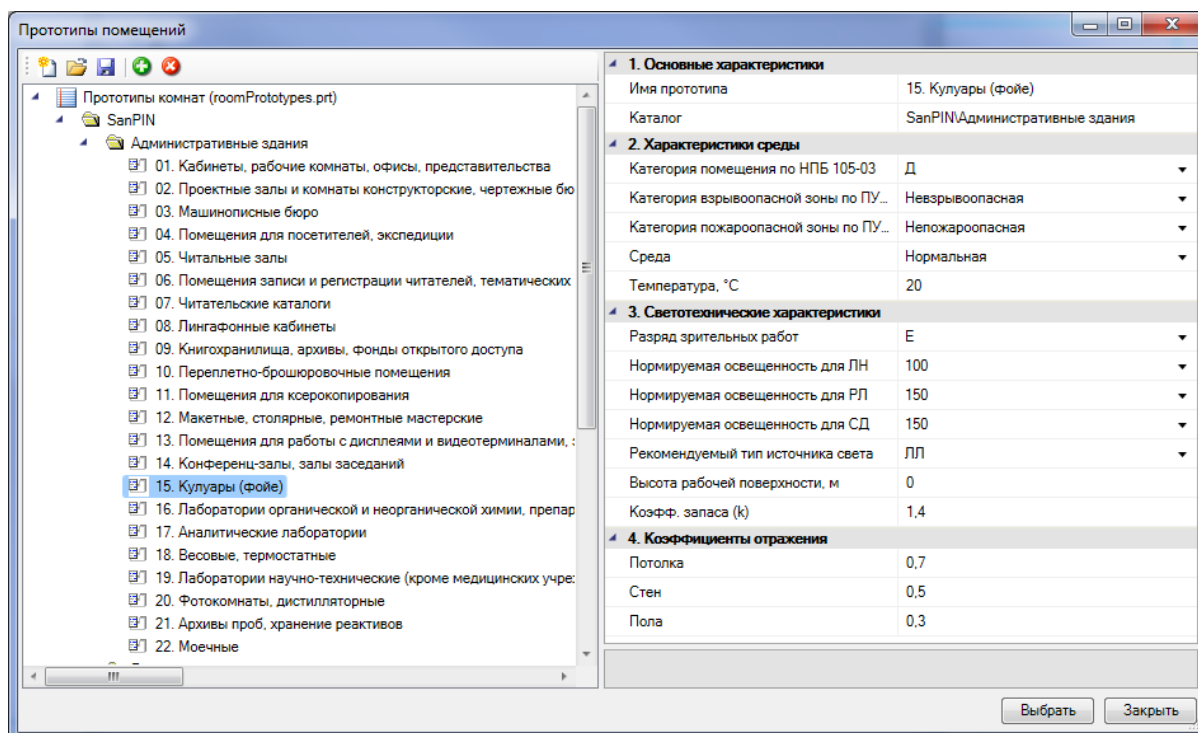 Прототипы помещений
Прототипы комнат (roomPrototypes.prt)
SanPIN
Административные здания
01. Кабинеты, рабочие комнаты, офисы, представительства
02. Проектные залы и комнаты конструкторские, чертежные бю
03. Машинописные бюро
04. Помещения для посетителей, экспедиции
05. Читальные залы
06. Помещения записи и регистрации читателей, тематических
07. Читательские каталоги
08. Лингафонные кабинеты
09. Книгохранилища, архивы, фонды открытого доступа
10. Переплетно-брошюровочные помещения
11. Помещения для ксерокопирования
12. Макетные, столярные, ремонтные мастерские
13. Помещения для работы с дисплеями и видеотерминалами,
14. Конференц-залы, залы заседаний
15. Кулуары (фойе)
16. Лаборатории органической и неорганической химии, препар
17. Аналитические лаборатории
18. Весовые, термостатные
19. Лаборатории научно-технические (кроме медицинских учре
20. Фотокомнаты, дистилляторные
21. Архивы проб, хранение реактивов
22. Моечные
1. Основные характеристики
Имя прототипа 15. Кулуары (фойе)
Каталог SanPIN\Административные здания
2. Характеристики среды
Категория помещения по НПБ 105-03 Д
Категория взрывоопасной зоны по ПУ... Невзрывоопасная
Категория пожароопасной зоны по ПУ... Непожароопасная
Среда Нормальная
Температура, °C 20
3. Светотехнические характеристики
Разряд зрительных работ Е
Нормируемая освещенность для ЛН 100
Нормируемая освещенность для РЛ 150
Нормируемая освещенность для СД 150
Рекомендуемый тип источника света ЛЛ
Высота рабочей поверхности, м 0
Коэфф. запаса (k) 1,4
4. Коэффициенты отражения
Потолка 0,7
Стен 0,5
Пола 0,3
Выбрать Закрыть